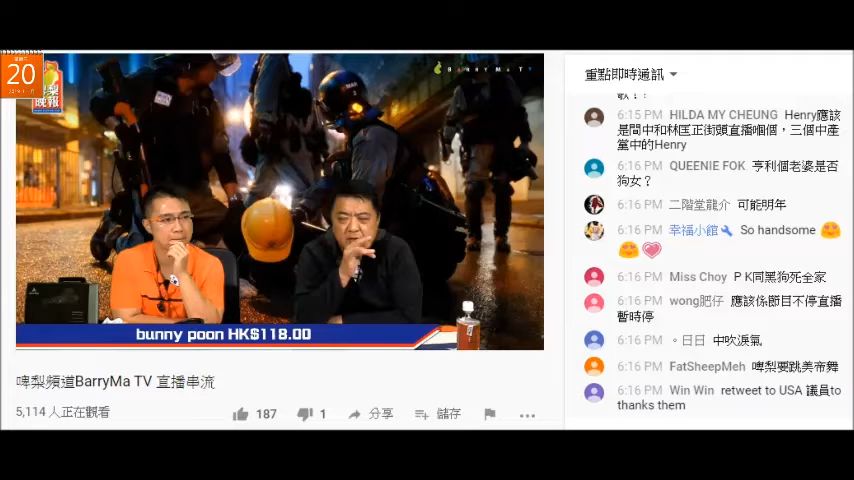 20
啤梨
晚報
BARRYMA TV
bunny poon HK$118.00
啤梨頻道BarryMa TV 直播串流
5,114 人正在觀看
187
1
分享
儲存
重點即時通訊
6:15 PM HILDA MY CHEUNG Henry應該
是間中和林匡正街頭直播嗰個，三個中產
黨中的Henry
6:16 PM QUEENIE FOK 亨利個老婆是否
狗女？
6:16 PM 二階堂龍介 可能明年
6:16 PM 幸福小館 So handsome
6:16 PM Miss Choy P K同黑狗死全家
6:16 PM wong肥仔 應該係節目不停直播
暫時停
6:16 PM 。日日 中吹淚氣
6:16 PM FatSheepMeh 啤梨要跳美帝舞
6:16 PM Win Win retweet to USA 議員to
thanks them